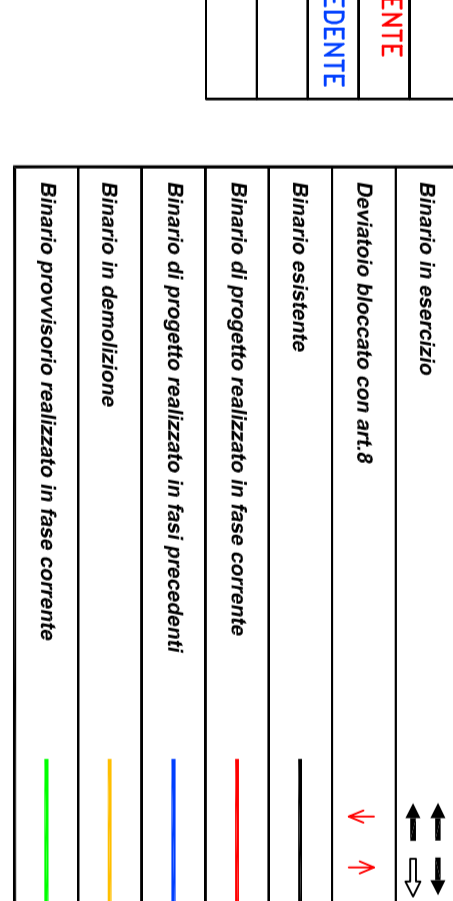 ENTE
EDENTE
Binario in esercizio
Deviatoio bloccato con art.8
Binario esistente
Binario di progetto realizzato in fase corrente
Binario di progetto realizzato in fasi precedenti
Binario in demolizione
Binario provvisorio realizzato in fase corrente